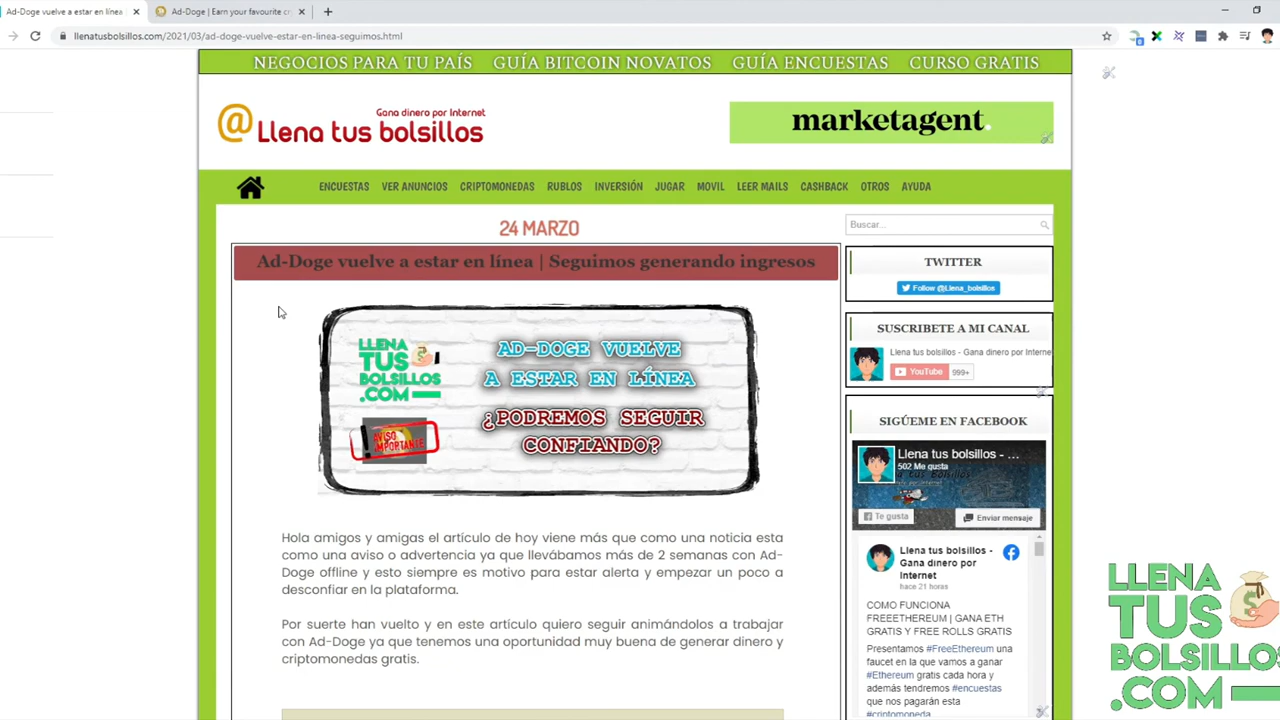 Ad-Doge vuelve a estar en línea
Ad-Doge | Earn your favourite cr
llenatusbolsillos.com/2021/03/ad-doge-vuelve-estar-en-linea-seguimos.html
NEGOCIOS PARA TU PAÍS GUÍA BITCOIN NOVATOS GUÍA ENCUESTAS CURSO GRATIS
Gana dinero por Internet
@Llena tus bolsillos
marketagent.
ENCUESTAS VER ANUNCIOS CRIPTOMONEDAS RUBLOS INVERSIÓN JUGAR MOVIL LEER MAILS CASHBACK OTROS AYUDA
24 MARZO
Ad-Doge vuelve a estar en línea | Seguimos generando ingresos
LLENA
TUS
BOLSILLOS
.COM
AVISO
IMPORTANTE
AD-DOGE VUELVE
A ESTAR EN LÍNEA
¿PODREMOS SEGUIR
CONFIANDO?
Hola amigos y amigas el artículo de hoy viene más que como una noticia esta
como una aviso o advertencia ya que llevábamos más de 2 semanas con Ad-
Doge offline y esto siempre es motivo para estar alerta y empezar un poco a
desconfiar en la plataforma.
Por suerte han vuelto y en este artículo quiero seguir animándolos a trabajar
con Ad-Doge ya que tenemos una oportunidad muy buena de generar dinero y
criptomonedas gratis.
Buscar...
TWITTER
Follow @Llena_bolsillos
SUSCRIBETE A MI CANAL
Llena tus bolsillos - Gana dinero por Interne
YouTube 999+
SIGÚEME EN FACEBOOK
Llena tus bolsillos - ...
502 Me gusta
Te gusta
Enviar mensaje
Llena tus bolsillos -
Gana dinero por
Internet
hace 21 horas
COMO FUNCIONA
FREEETHEREUM | GANA ETH
GRATIS Y FREE ROLLS GRATIS
Presentamos #FreeEthereum una
faucet en la que vamos a ganar
#Ethereum gratis cada hora y
además tendremos #encuestas
que nos pagarán esta
#criptomoneda
LLENA
TUS
BOLSILLOS
.COM